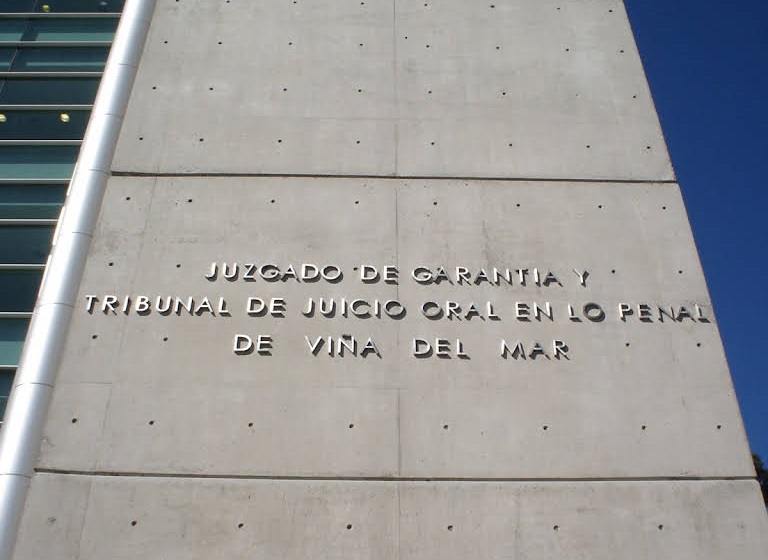 JUZGADO DE GARANTIA Y
TRIBUNAL DE JUICIO ORAL EN LO PENAL
DE VIÑA DEL MAR